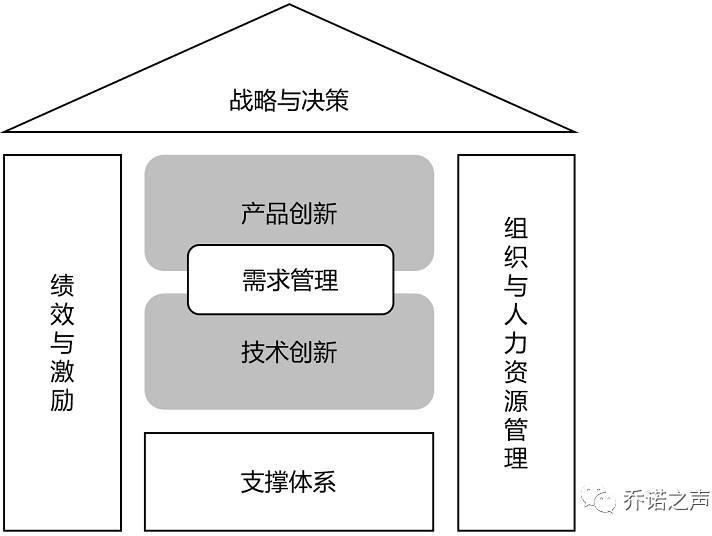 战略与决策
产品创新
需求管理
技术创新
支撑体系
绩效与激励
组织与人力资源管理
乔诺之声